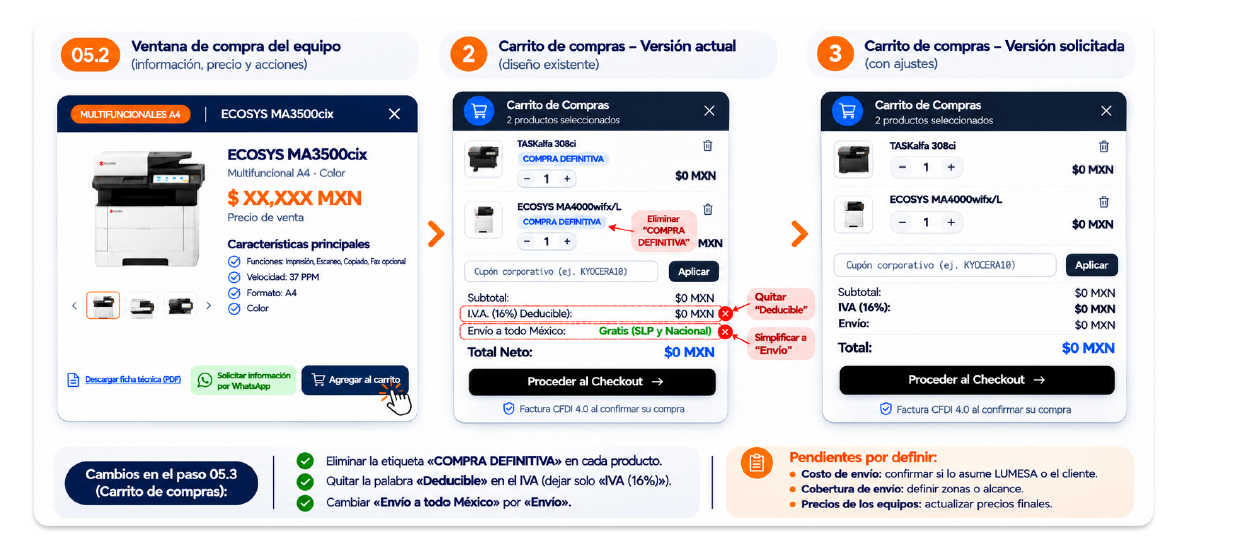 05.2
Ventana de compra del equipo
(información, precio y acciones)
MULTIFUNCIONALES A4 | ECOSYS MA3500cix
ECOSYS MA3500cix
Multifuncional A4 · Color
$ XX,XXX MXN
Precio de venta
Características principales
Funciones: Impresión, Escaneo, Copiado, Fax opcional
Velocidad: 37 PPM
Formato: A4
Color
Descargar ficha técnica (PDF)
Solicitar información
por WhatsApp
Agregar al carrito
2
Carrito de compras – Versión actual
(diseño existente)
Carrito de Compras
2 productos seleccionados
TASKalfa 308ci
COMPRA DEFINITIVA
− 1 +
$0 MXN
ECOSYS MA4000wifx/L
COMPRA DEFINITIVA
− 1 +
MXN
Eliminar
“COMPRA
DEFINITIVA”
Cupón corporativo (ej. KYOCERA10)
Aplicar
Subtotal: $0 MXN
I.V.A. (16%) Deducible): $0 MXN
Envío a todo México: Gratis (SLP y Nacional)
Total Neto: $0 MXN
Quitar
“Deducible”
Simplificar a
“Envío”
Proceder al Checkout →
Factura CFDI 4.0 al confirmar su compra
3
Carrito de compras – Versión solicitada
(con ajustes)
Carrito de Compras
2 productos seleccionados
TASKalfa 308ci
− 1 +
$0 MXN
ECOSYS MA4000wifx/L
− 1 +
$0 MXN
Cupón corporativo (ej. KYOCERA10)
Aplicar
Subtotal: $0 MXN
IVA (16%): $0 MXN
Envío: $0 MXN
Total: $0 MXN
Proceder al Checkout →
Factura CFDI 4.0 al confirmar su compra
Cambios en el paso 05.3
(Carrito de compras):
Eliminar la etiqueta «COMPRA DEFINITIVA» en cada producto.
Quitar la palabra «Deducible» en el IVA (dejar solo «IVA (16%)»).
Cambiar «Envío a todo México» por «Envío».
Pendientes por definir:
• Costo de envío: confirmar si lo asume LUMESA o el cliente.
• Cobertura de envío: definir zonas o alcance.
• Precios de los equipos: actualizar precios finales.